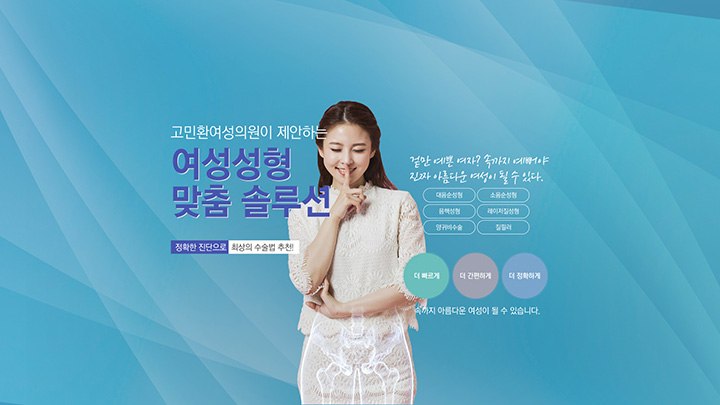 고민환여성의원이 제안하는
여성성형
맞춤 솔루션
정확한 진단으로 최상의 수술법 추천!
겉만 예쁜 여자? 속까지 예뻐야
진짜 아름다운 여성이 될 수 있다.
대음순성형 소음순성형
음핵성형 레이저질성형
양귀비수술 질필러
더 빠르게 더 간편하게 더 정확하게
속까지 아름다운 여성이 될 수 있습니다.